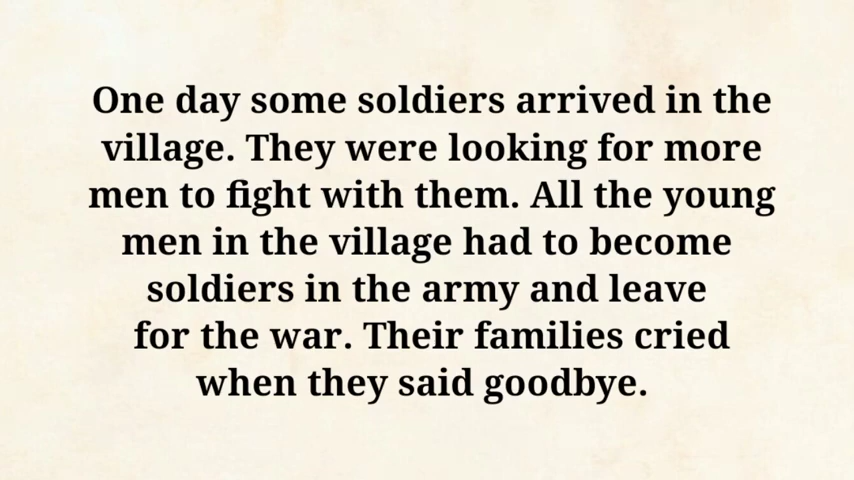 One day some soldiers arrived in the
village. They were looking for more
men to fight with them. All the young
men in the village had to become
soldiers in the army and leave
for the war. Their families cried
when they said goodbye.